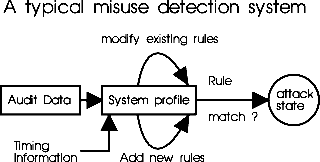 A typical misuse detection system
modify existing rules
Rule
Audit Data
System profile
attack
state
match ?
Timing
Information
Add new rules